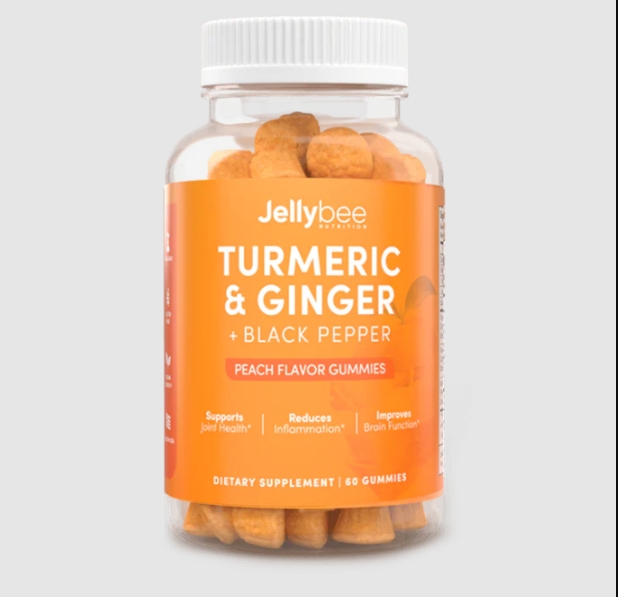 Jellybee
NUTRITION
TURMERIC
& GINGER
+ BLACK PEPPER
PEACH FLAVOR GUMMIES
Supports
Joint Health*
Reduces
Inflammation*
Improves
Brain Function*
DIETARY SUPPLEMENT | 60 GUMMIES